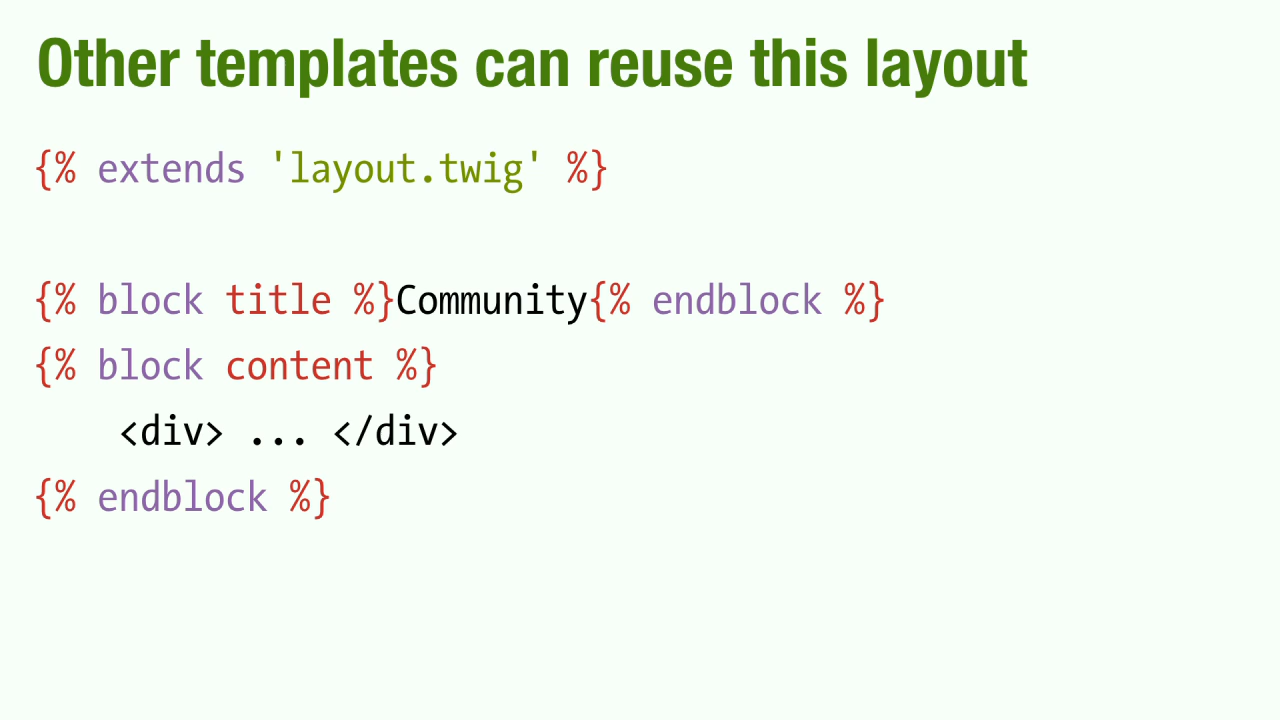 Other templates can reuse this layout
{% extends 'layout.twig' %}
{% block title %}Community{% endblock %}
{% block content %}
    <div> ... </div>
{% endblock %}